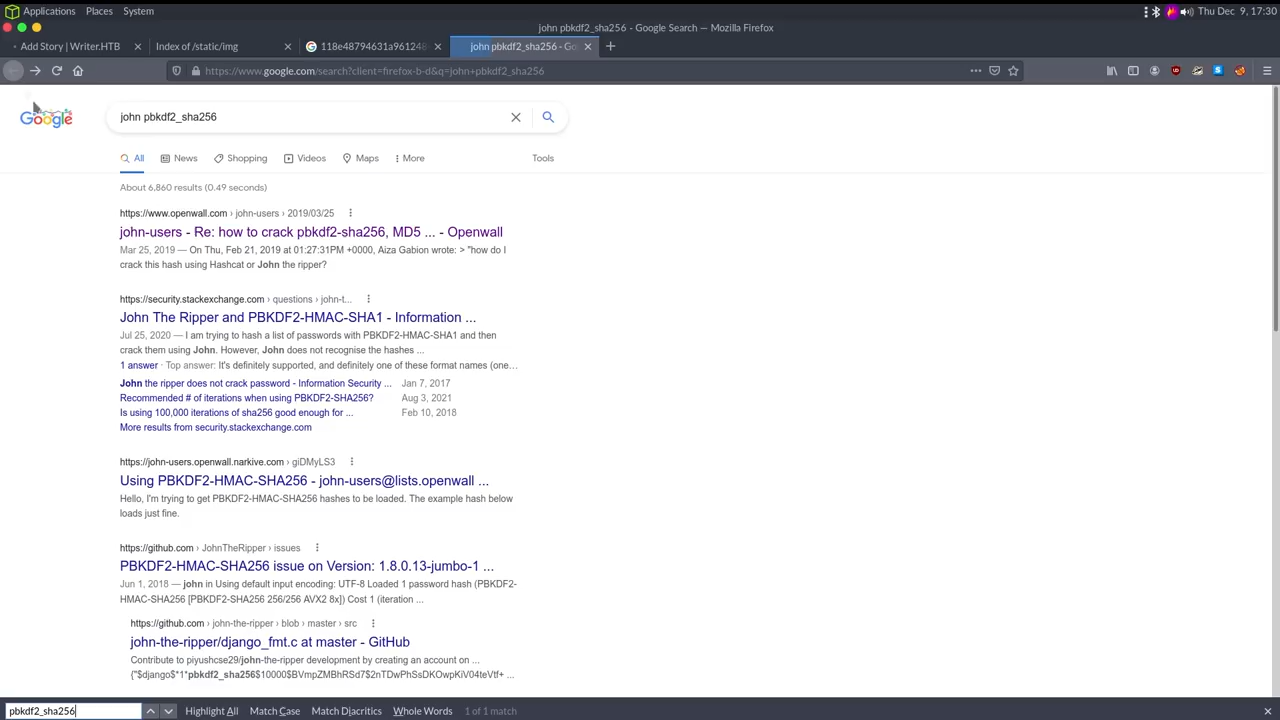 Applications Places System Thu Dec 9, 17:30
john pbkdf2_sha256 - Google Search — Mozilla Firefox
Add Story | Writer.HTB Index of /static/img 118e48794631a961248 john pbkdf2_sha256 - Go
https://www.google.com/search?client=firefox-b-d&q=john+pbkdf2_sha256
Google john pbkdf2_sha256
All News Shopping Videos Maps More Tools
About 6,860 results (0.49 seconds)
https://www.openwall.com › john-users › 2019/03/25
john-users - Re: how to crack pbkdf2-sha256, MD5 ... - Openwall
Mar 25, 2019 — On Thu, Feb 21, 2019 at 01:27:31PM +0000, Aiza Gabion wrote: > "how do I
crack this hash using Hashcat or John the ripper?
https://security.stackexchange.com › questions › john-t...
John The Ripper and PBKDF2-HMAC-SHA1 - Information ...
Jul 25, 2020 — I am trying to hash a list of passwords with PBKDF2-HMAC-SHA1 and then
crack them using John. However, John does not recognise the hashes ...
1 answer · Top answer: It's definitely supported, and definitely one of these format names (one…
John the ripper does not crack password - Information Security ... Jan 7, 2017
Recommended # of iterations when using PBKDF2-SHA256? Aug 3, 2021
Is using 100,000 iterations of sha256 good enough for ... Feb 10, 2018
More results from security.stackexchange.com
https://john-users.openwall.narkive.com › giDMyLS3
Using PBKDF2-HMAC-SHA256 - john-users@lists.openwall ...
Hello, I'm trying to get PBKDF2-HMAC-SHA256 hashes to be loaded. The example hash below
loads just fine.
https://github.com › JohnTheRipper › issues
PBKDF2-HMAC-SHA256 issue on Version: 1.8.0.13-jumbo-1 ...
Jun 1, 2018 — john in Using default input encoding: UTF-8 Loaded 1 password hash (PBKDF2-
HMAC-SHA256 [PBKDF2-SHA256 256/256 AVX2 8x]) Cost 1 (iteration ...
https://github.com › john-the-ripper › blob › master › src
john-the-ripper/django_fmt.c at master - GitHub
Contribute to piyushcse29/john-the-ripper development by creating an account on ...
{"$django$*1*pbkdf2_sha256$10000$BVmpZMBhRSd7$2nTDwPhSsDKOwpKiV04teVtf+ ...
pbkdf2_sha256 Highlight All Match Case Match Diacritics Whole Words 1 of 1 match